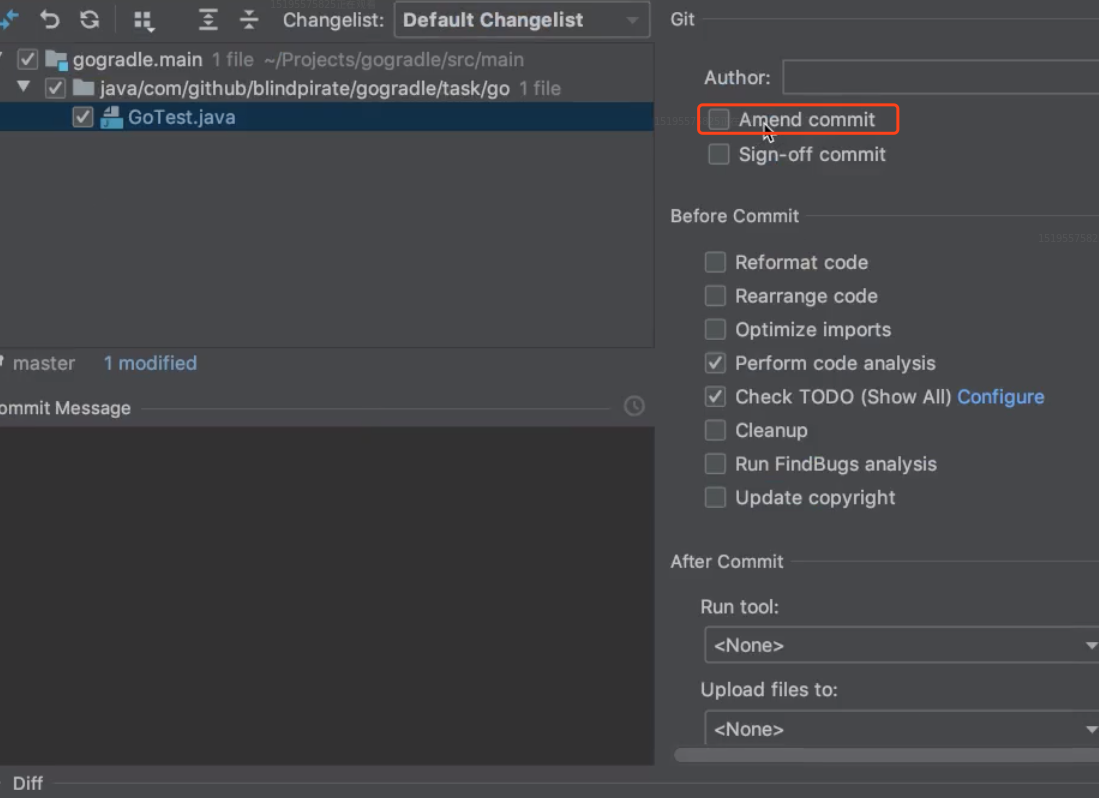 Changelist: Default Changelist
gogradle.main 1 file ~/Projects/gogradle/src/main
java/com/github/blindpirate/gogradle/task/go 1 file
GoTest.java
master 1 modified
ommit Message
Diff
Git
Author:
Amend commit
Sign-off commit
Before Commit
Reformat code
Rearrange code
Optimize imports
Perform code analysis
Check TODO (Show All) Configure
Cleanup
Run FindBugs analysis
Update copyright
After Commit
Run tool:
<None>
Upload files to:
<None>